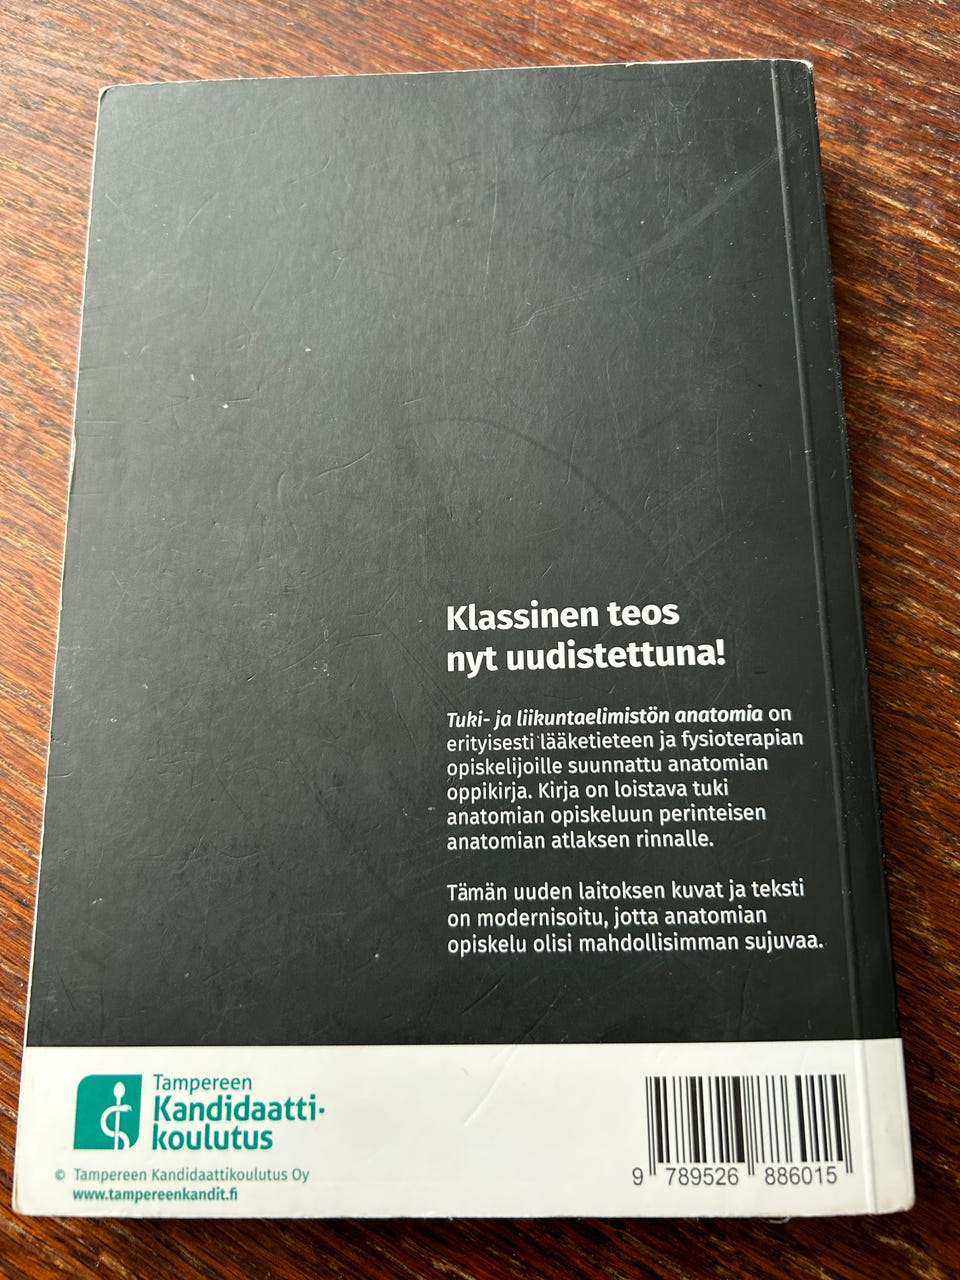 Klassinen teos
nyt uudistettuna!
Tuki- ja liikuntaelimistön anatomia on
erityisesti lääketieteen ja fysioterapian
opiskelijoille suunnattu anatomian
oppikirja. Kirja on loistava tuki
anatomian opiskeluun perinteisen
anatomian atlaksen rinnalle.
Tämän uuden laitoksen kuvat ja teksti
on modernisoitu, jotta anatomian
opiskelu olisi mahdollisimman sujuvaa.
Tampereen
Kandidaatti-
koulutus
© Tampereen Kandidaattikoulutus Oy
www.tampereenkandit.fi
9 789526 886015